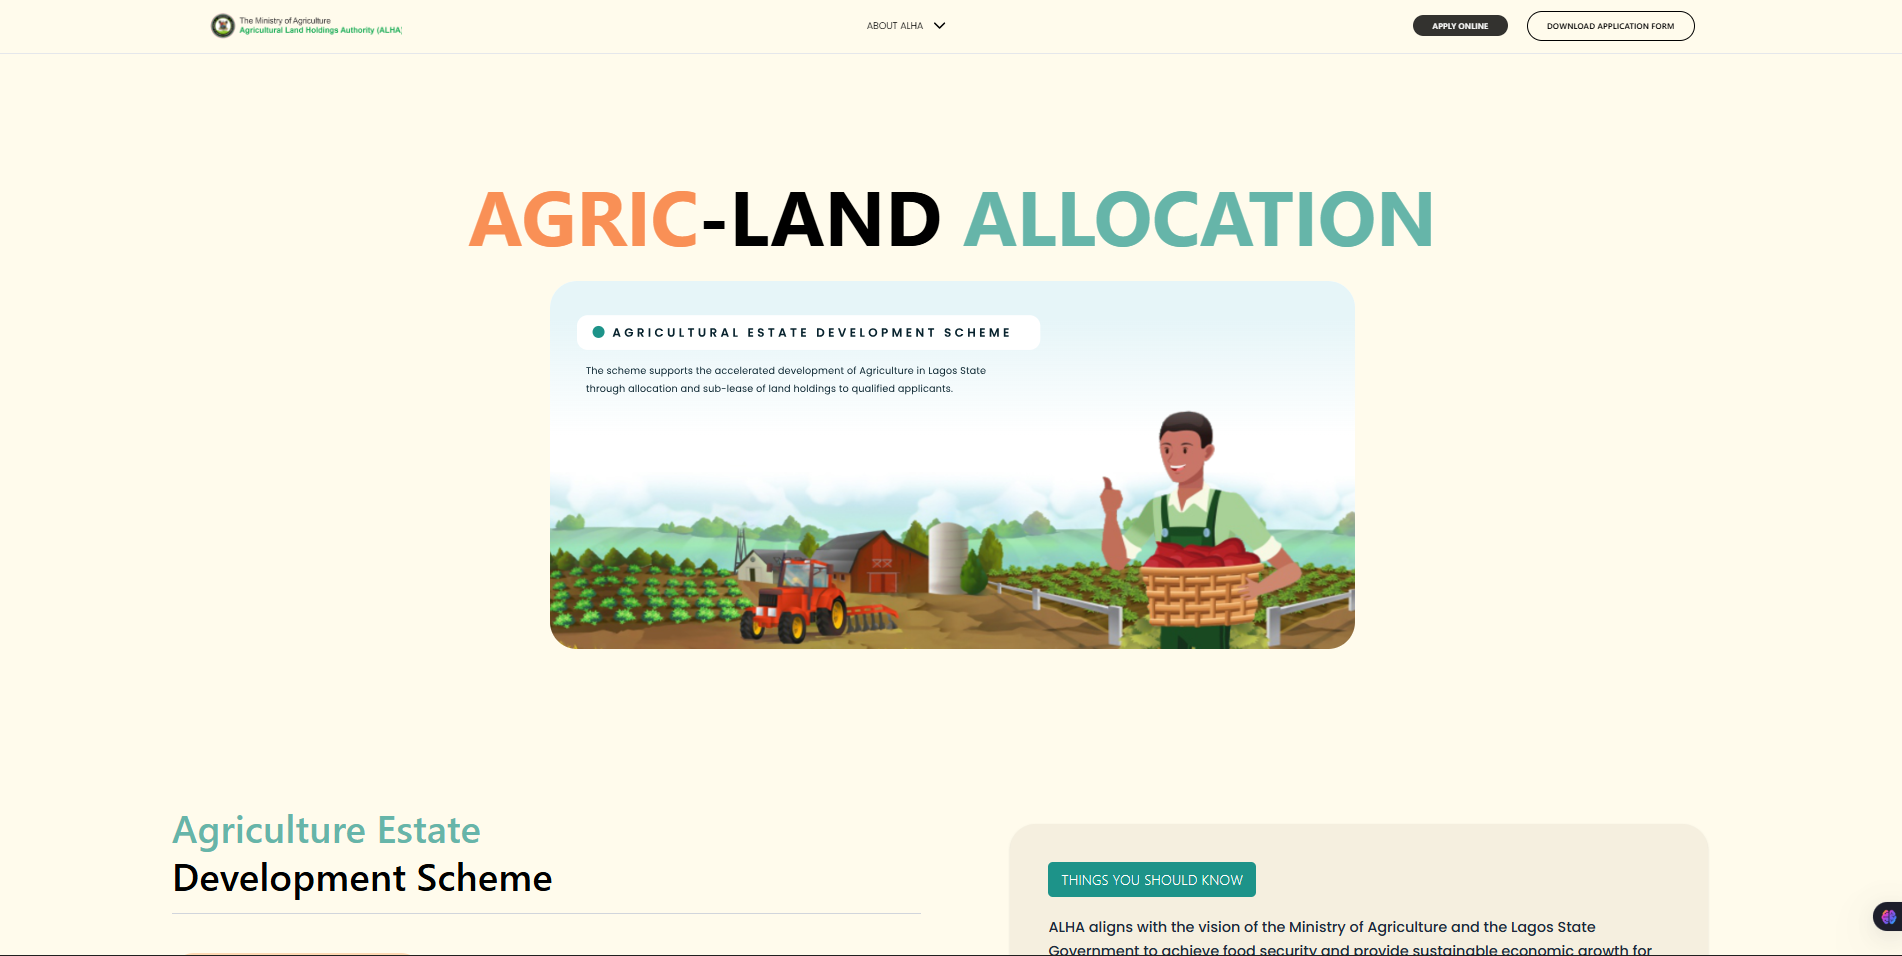 The Ministry of Agriculture
Agricultural Land Holdings Authority (ALHA)
ABOUT ALHA
APPLY ONLINE
DOWNLOAD APPLICATION FORM
AGRIC-LAND ALLOCATION
AGRICULTURAL ESTATE DEVELOPMENT SCHEME
The scheme supports the accelerated development of Agriculture in Lagos State
through allocation and sub-lease of land holdings to qualified applicants.
Agriculture Estate
Development Scheme
THINGS YOU SHOULD KNOW
ALHA aligns with the vision of the Ministry of Agriculture and the Lagos State
Government to achieve food security and provide sustainable economic growth for